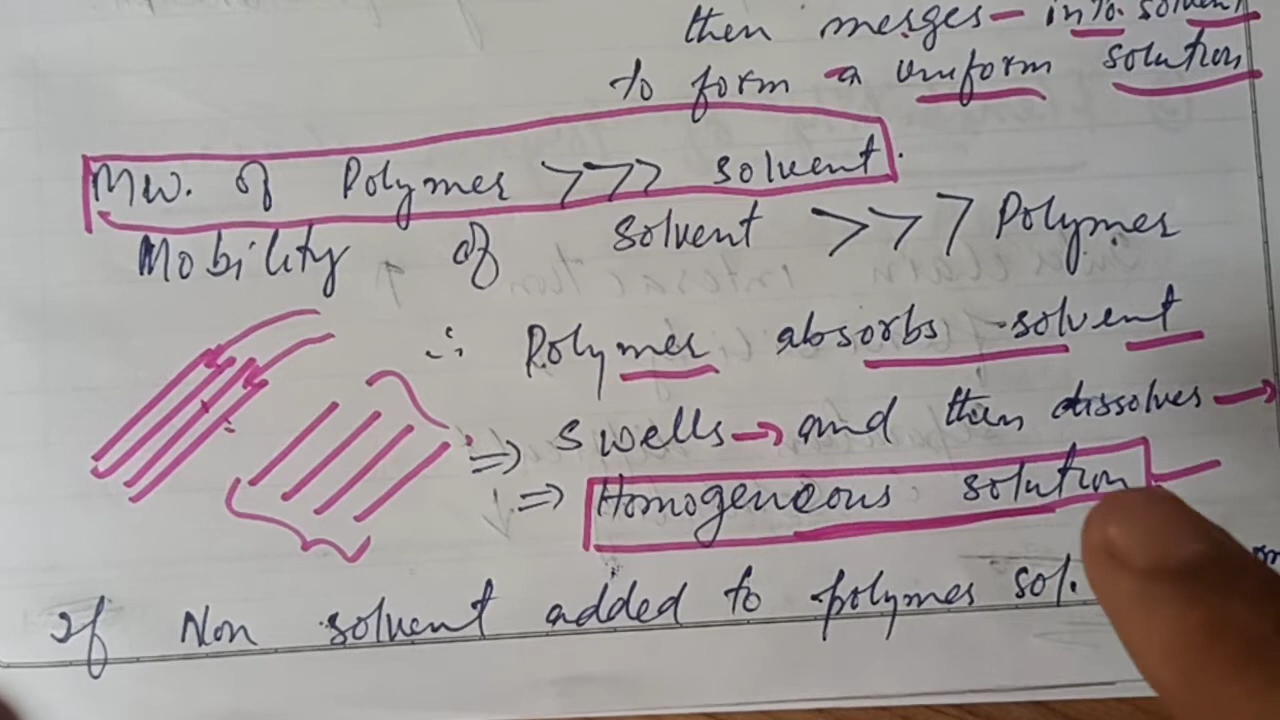 then merges into solvent
to form a uniform solution
Mw. of Polymer >>> solvent.
Mobility of solvent >>> Polymer
∴ Polymer absorbs solvent
⇒ swells → and then dissolves →
↓ ⇒ Homogeneous solution
If Non solvent added to polymer sol.